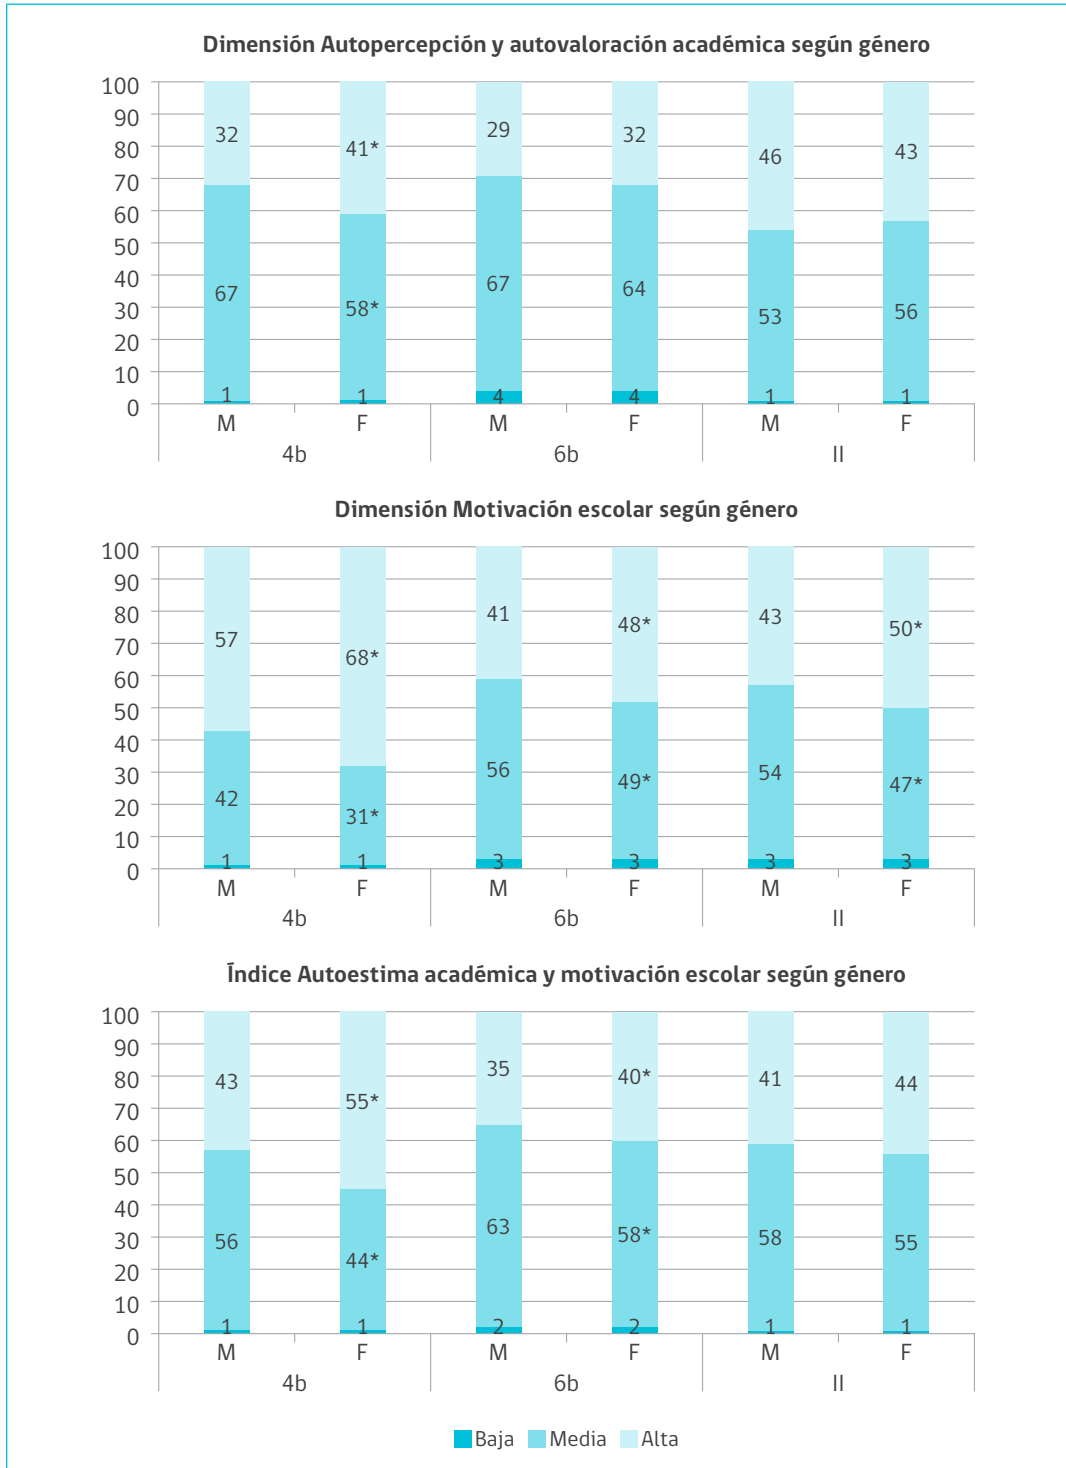 Dimensión Autopercepción y autovaloración académica según género
100
90
80
70
60
50
40
30
20
10
0
32 41* 29 32 46 43
67 58* 67 64 53 56
1 1 4 4 1 1
M F M F M F
4b 6b II
Dimensión Motivación escolar según género
100
90
80
70
60
50
40
30
20
10
0
57 68* 41 48* 43 50*
42 31* 56 49* 54 47*
1 1 3 3 3 3
M F M F M F
4b 6b II
Índice Autoestima académica y motivación escolar según género
100
90
80
70
60
50
40
30
20
10
0
43 55* 35 40* 41 44
56 44* 63 58* 58 55
1 1 2 2 1 1
M F M F M F
4b 6b II
Baja Media Alta